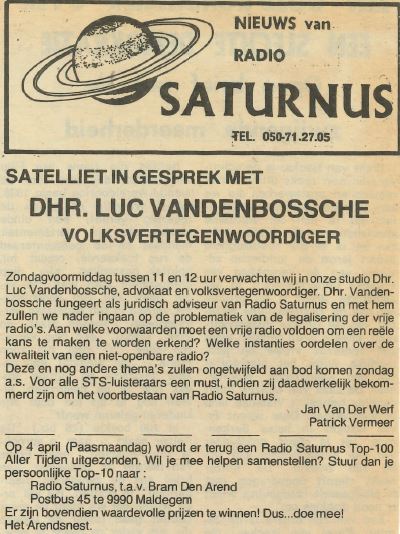 NIEUWS van
RADIO
SATURNUS
TEL. 050-71.27.05
SATELLIET IN GESPREK MET
DHR. LUC VANDENBOSSCHE
VOLKSVERTEGENWOORDIGER
Zondagvoormiddag tussen 11 en 12 uur verwachten wij in onze studio Dhr.
Luc Vandenbossche, advokaat en volksvertegenwoordiger. Dhr. Vanden-
bossche fungeert als juridisch adviseur van Radio Saturnus en met hem
zullen we nader ingaan op de problematiek van de legalisering der vrije
radio's. Aan welke voorwaarden moet een vrije radio voldoen om een reële
kans te maken te worden erkend? Welke instanties oordelen over de
kwaliteit van een niet-openbare radio?
Deze en nog andere thema's zullen ongetwijfeld aan bod komen zondag
a.s. Voor alle STS-luisteraars een must, indien zij daadwerkelijk bekom-
merd zijn om het voortbestaan van Radio Saturnus.
Jan Van Der Werf
Patrick Vermeer
Op 4 april (Paasmaandag) wordt er terug een Radio Saturnus Top-100
Aller Tijden uitgezonden. Wil je mee helpen samenstellen? Stuur dan je
persoonlijke Top-10 naar :
Radio Saturnus, t.a.v. Bram Den Arend
Postbus 45 te 9990 Maldegem
Er zijn bovendien waardevolle prijzen te winnen! Dus...doe mee!
Het Arendsnest.